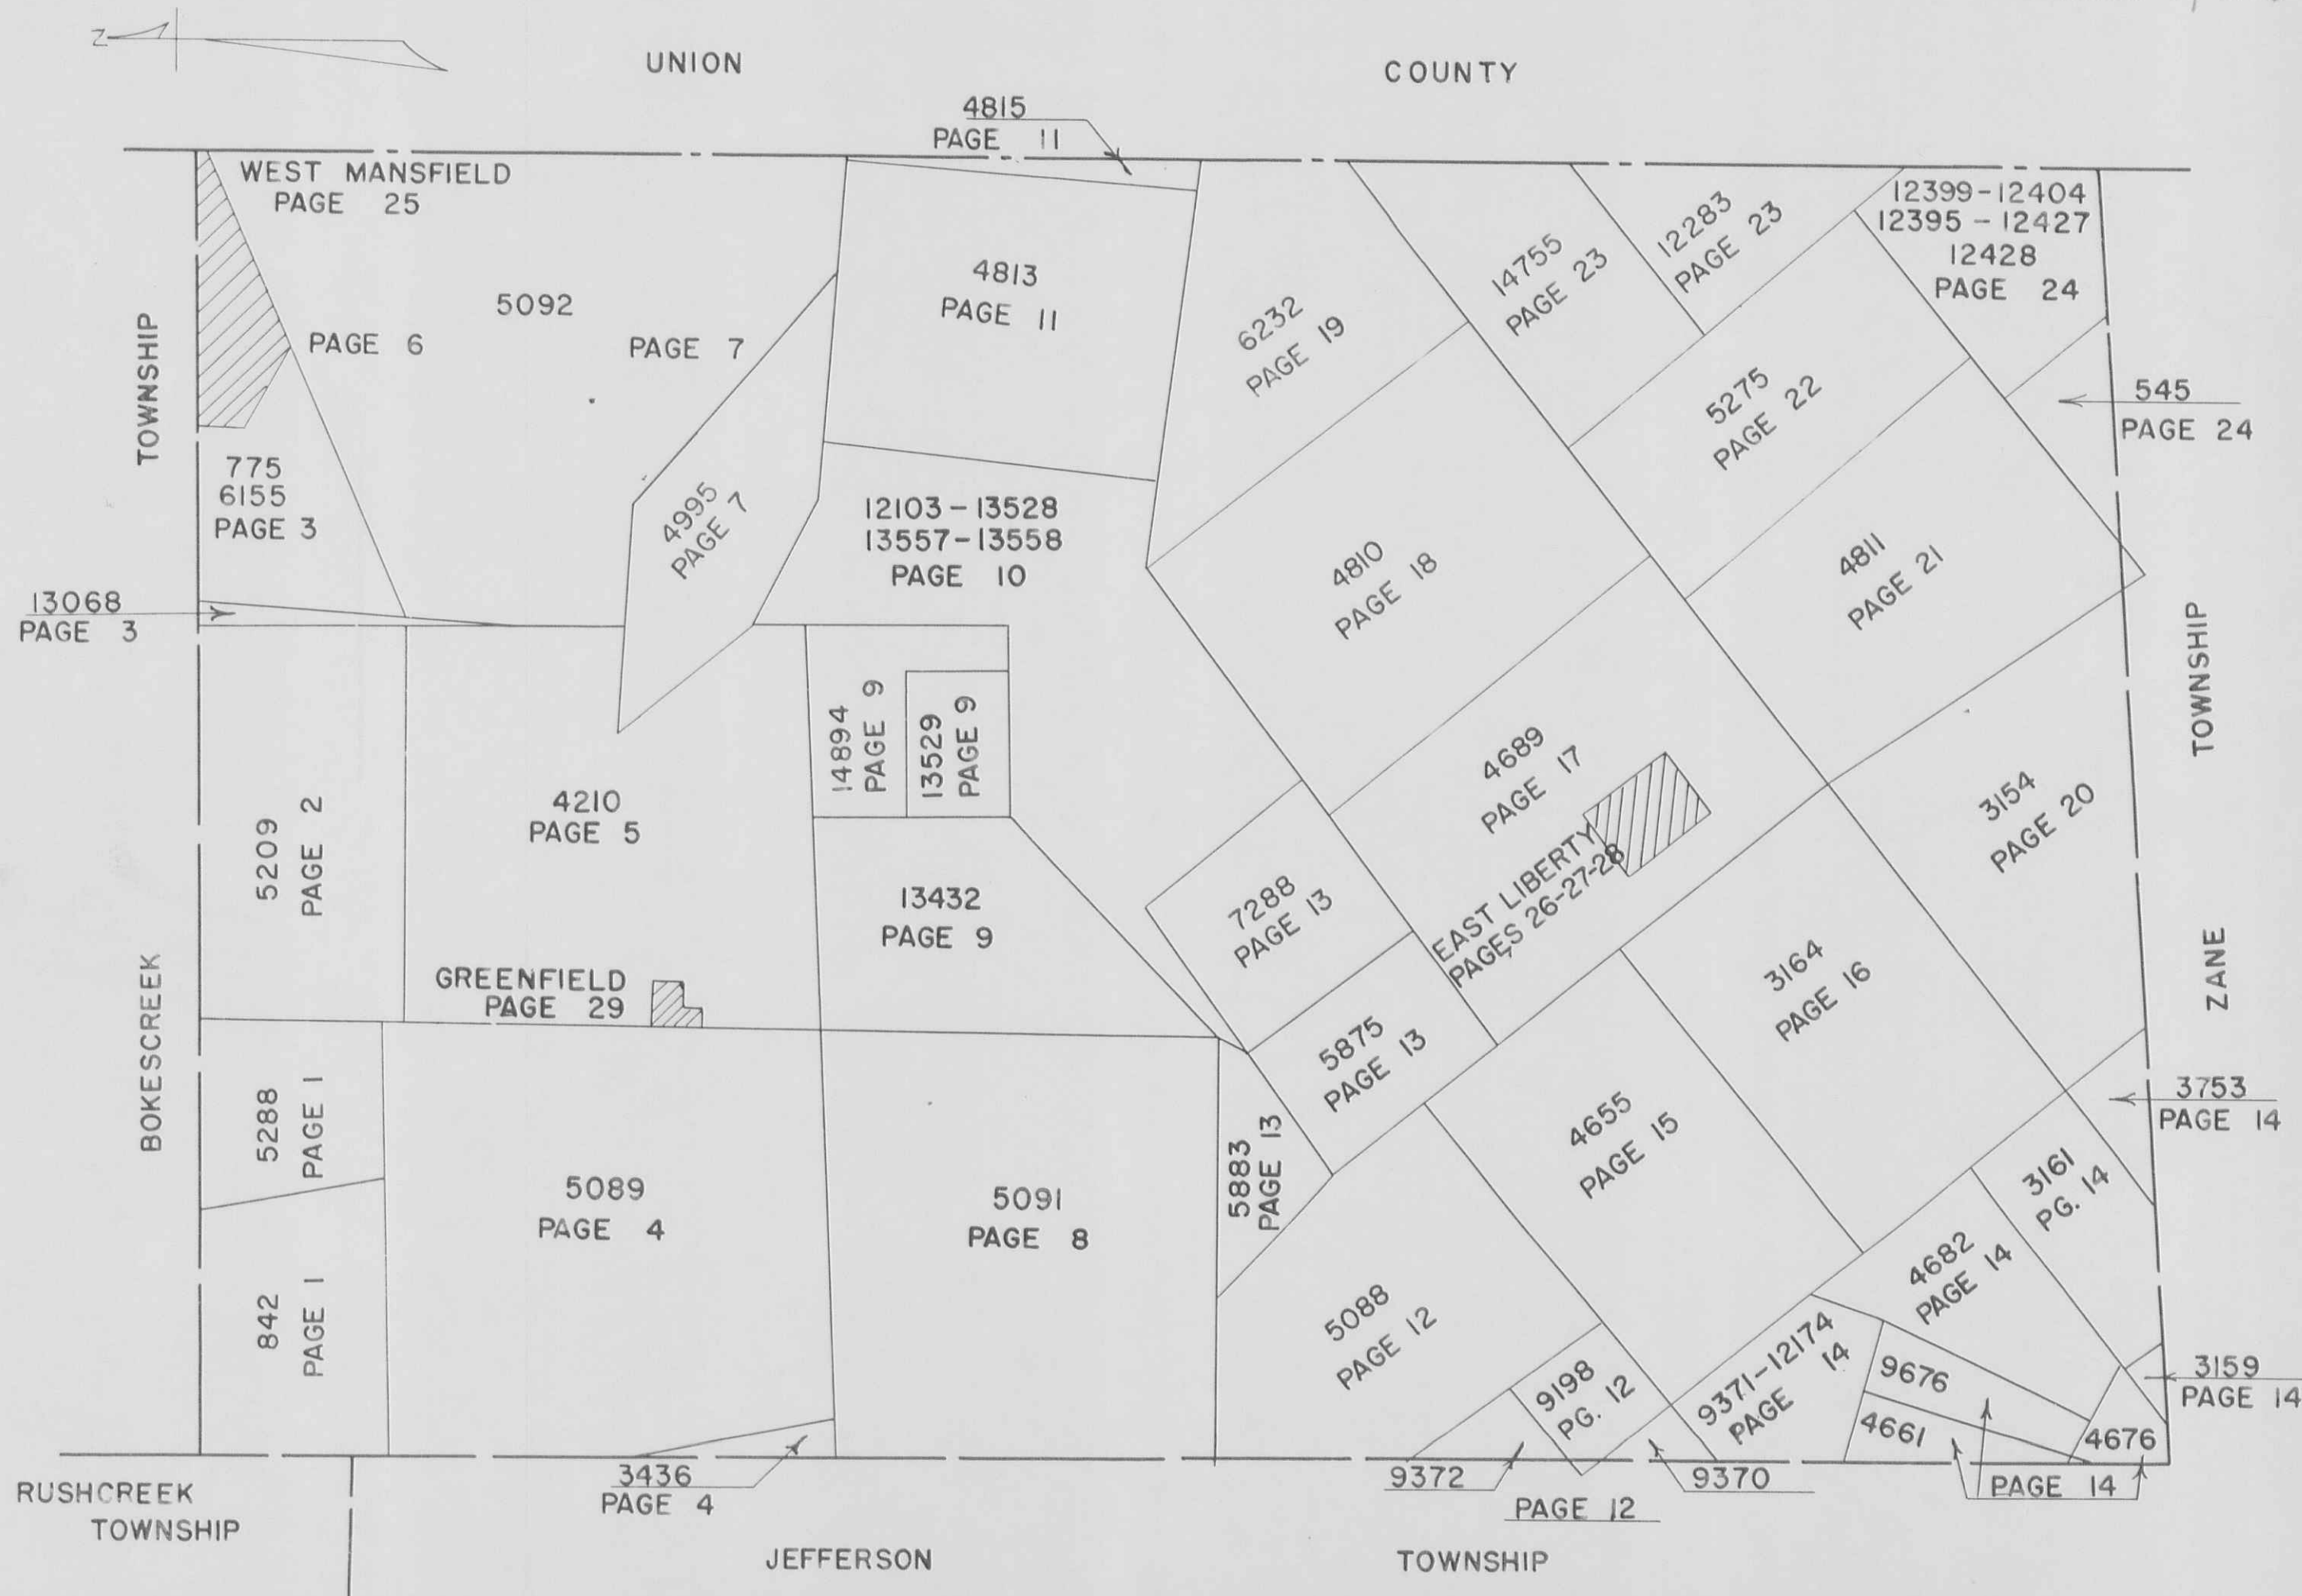 Z
UNION COUNTY
4815
PAGE 11
WEST MANSFIELD
PAGE 25
5092
PAGE 6
PAGE 7
4813
PAGE 11
6232
PAGE 19
14755
PAGE 23
12283
PAGE 23
12399-12404
12395-12427
12428
PAGE 24
545
PAGE 24
5275
PAGE 22
775
6155
PAGE 3
4995
PAGE 7
12103-13528
13557-13558
PAGE 10
4810
PAGE 18
4811
PAGE 21
13068
PAGE 3
BOKESCREEK TOWNSHIP
5209
PAGE 2
4210
PAGE 5
14894
PAGE 9
13529
PAGE 9
4689
PAGE 17
3154
PAGE 20
ZANE TOWNSHIP
13432
PAGE 9
7288
PAGE 13
EAST LIBERTY
PAGES 26-27-28
GREENFIELD
PAGE 29
3164
PAGE 16
5875
PAGE 13
5288
PAGE 1
5883
PAGE 13
4655
PAGE 15
3753
PAGE 14
5089
PAGE 4
5091
PAGE 8
3161
PG. 14
4682
PAGE 14
842
PAGE 1
5088
PAGE 12
9198
PG. 12
9371-12174
PAGE 14
9676
4661
3159
PAGE 14
4676
3436
PAGE 4
9372
9370
PAGE 12
PAGE 14
RUSHCREEK
TOWNSHIP
JEFFERSON TOWNSHIP